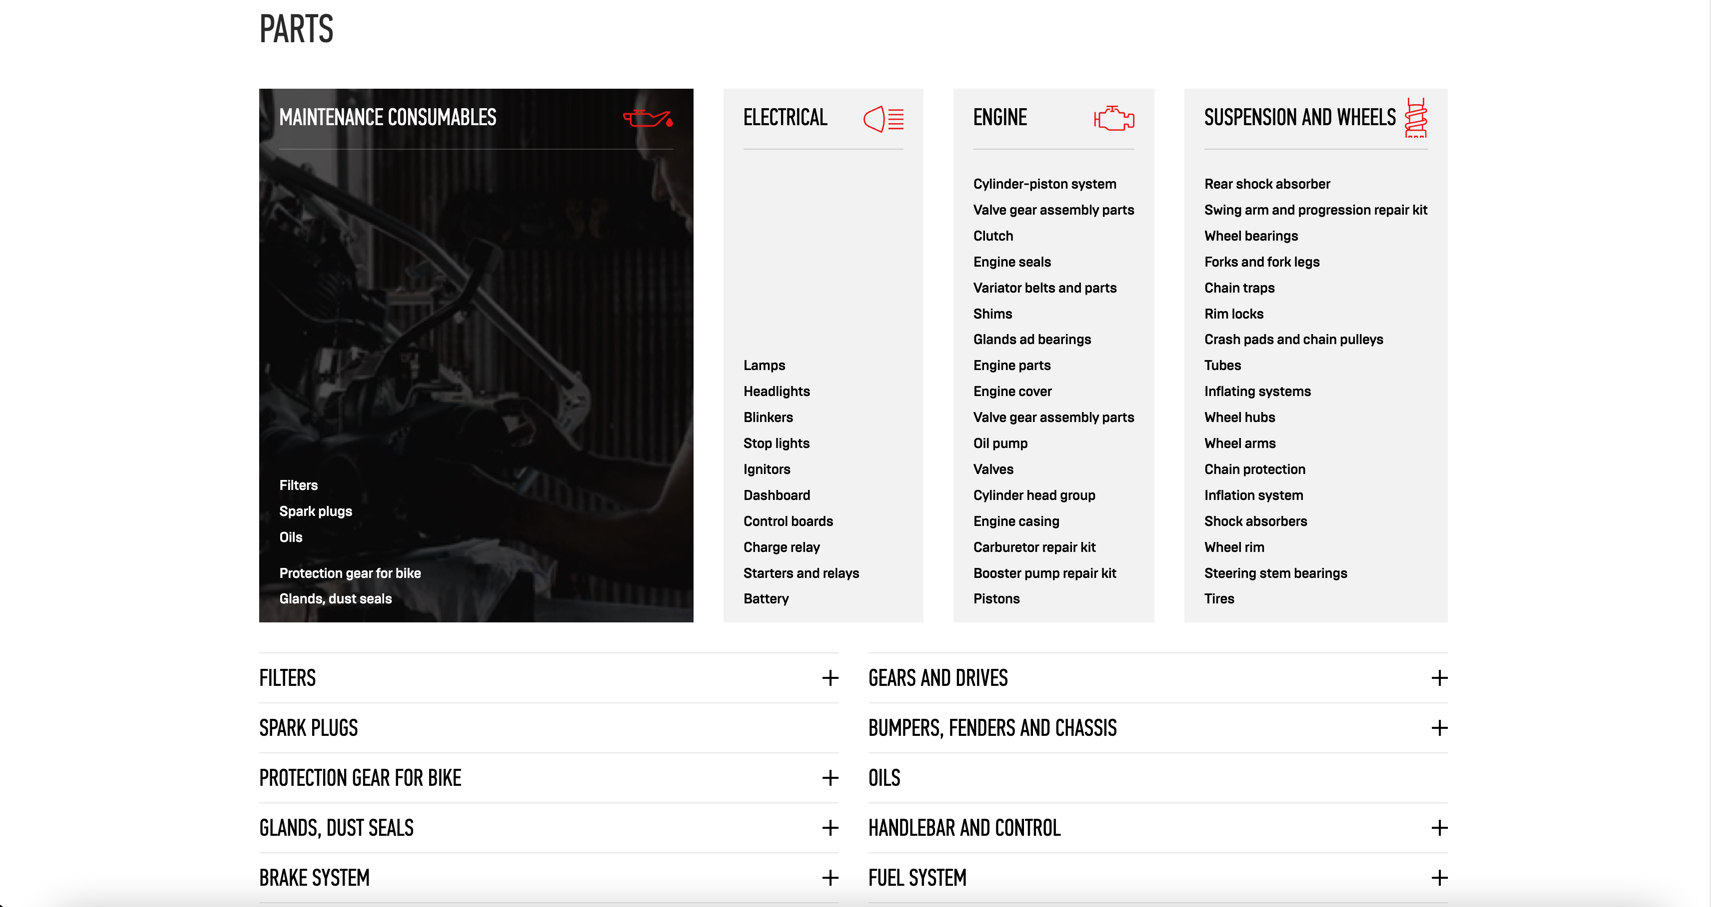 PARTS
MAINTENANCE CONSUMABLES
Filters
Spark plugs
Oils
Protection gear for bike
Glands, dust seals
ELECTRICAL
Lamps
Headlights
Blinkers
Stop lights
Ignitors
Dashboard
Control boards
Charge relay
Starters and relays
Battery
ENGINE
Cylinder-piston system
Valve gear assembly parts
Clutch
Engine seals
Variator belts and parts
Shims
Glands ad bearings
Engine parts
Engine cover
Valve gear assembly parts
Oil pump
Valves
Cylinder head group
Engine casing
Carburetor repair kit
Booster pump repair kit
Pistons
SUSPENSION AND WHEELS
Rear shock absorber
Swing arm and progression repair kit
Wheel bearings
Forks and fork legs
Chain traps
Rim locks
Crash pads and chain pulleys
Tubes
Inflating systems
Wheel hubs
Wheel arms
Chain protection
Inflation system
Shock absorbers
Wheel rim
Steering stem bearings
Tires
FILTERS +
SPARK PLUGS
PROTECTION GEAR FOR BIKE +
GLANDS, DUST SEALS +
BRAKE SYSTEM +
GEARS AND DRIVES +
BUMPERS, FENDERS AND CHASSIS +
OILS
HANDLEBAR AND CONTROL +
FUEL SYSTEM +